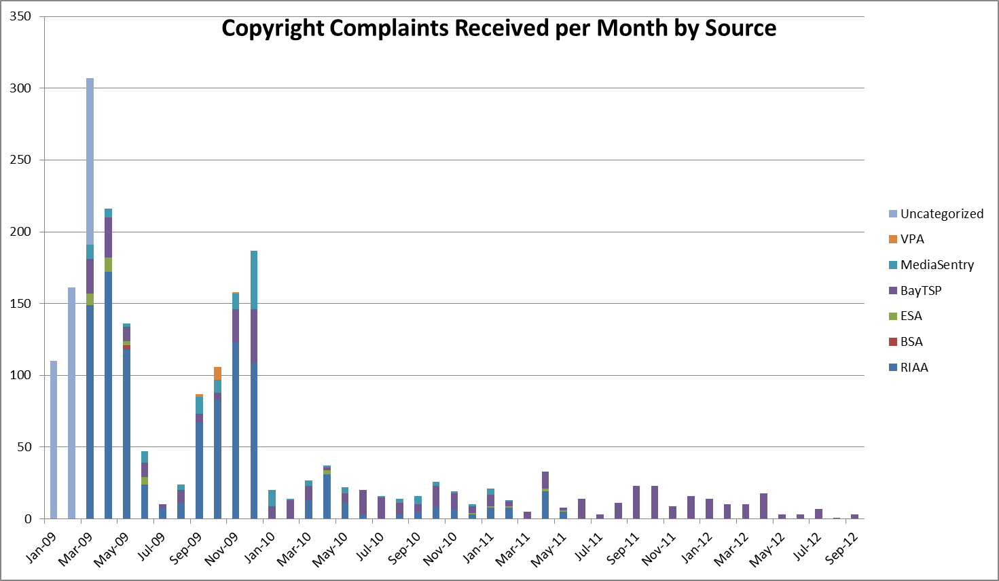 Copyright Complaints Received per Month by Source
350
300
250
200
150
100
50
0
Jan-09
Mar-09
May-09
Jul-09
Sep-09
Nov-09
Jan-10
Mar-10
May-10
Jul-10
Sep-10
Nov-10
Jan-11
Mar-11
May-11
Jul-11
Sep-11
Nov-11
Jan-12
Mar-12
May-12
Jul-12
Sep-12
Uncategorized
VPA
MediaSentry
BayTSP
ESA
BSA
RIAA